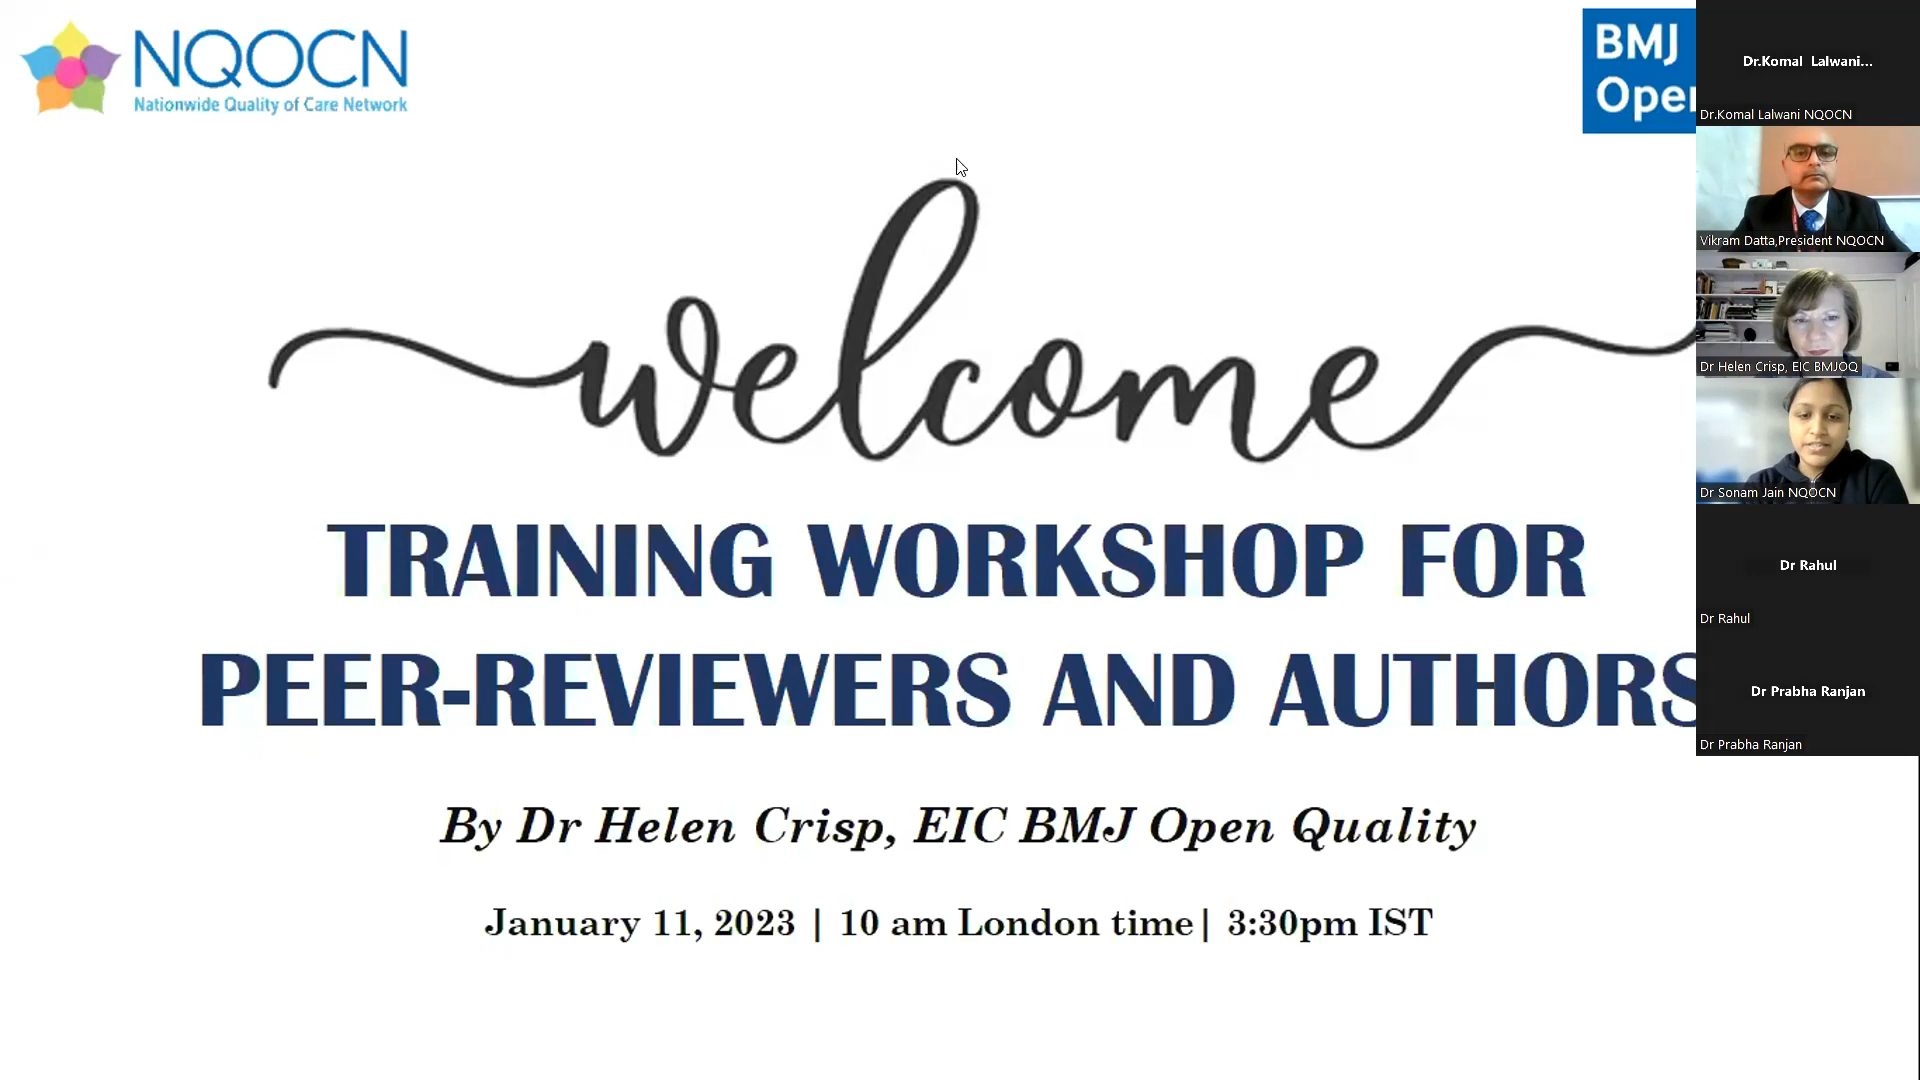 NQOCN
Nationwide Quality of Care Network
BMJ
Open
welcome
TRAINING WORKSHOP FOR
PEER-REVIEWERS AND AUTHORS
By Dr Helen Crisp, EIC BMJ Open Quality
January 11, 2023 | 10 am London time| 3:30pm IST
Dr.Komal Lalwani...
Dr.Komal Lalwani NQOCN
Vikram Datta,President NQOCN
Dr Helen Crisp, EIC BMJOQ
Dr Sonam Jain NQOCN
Dr Rahul
Dr Rahul
Dr Prabha Ranjan
Dr Prabha Ranjan